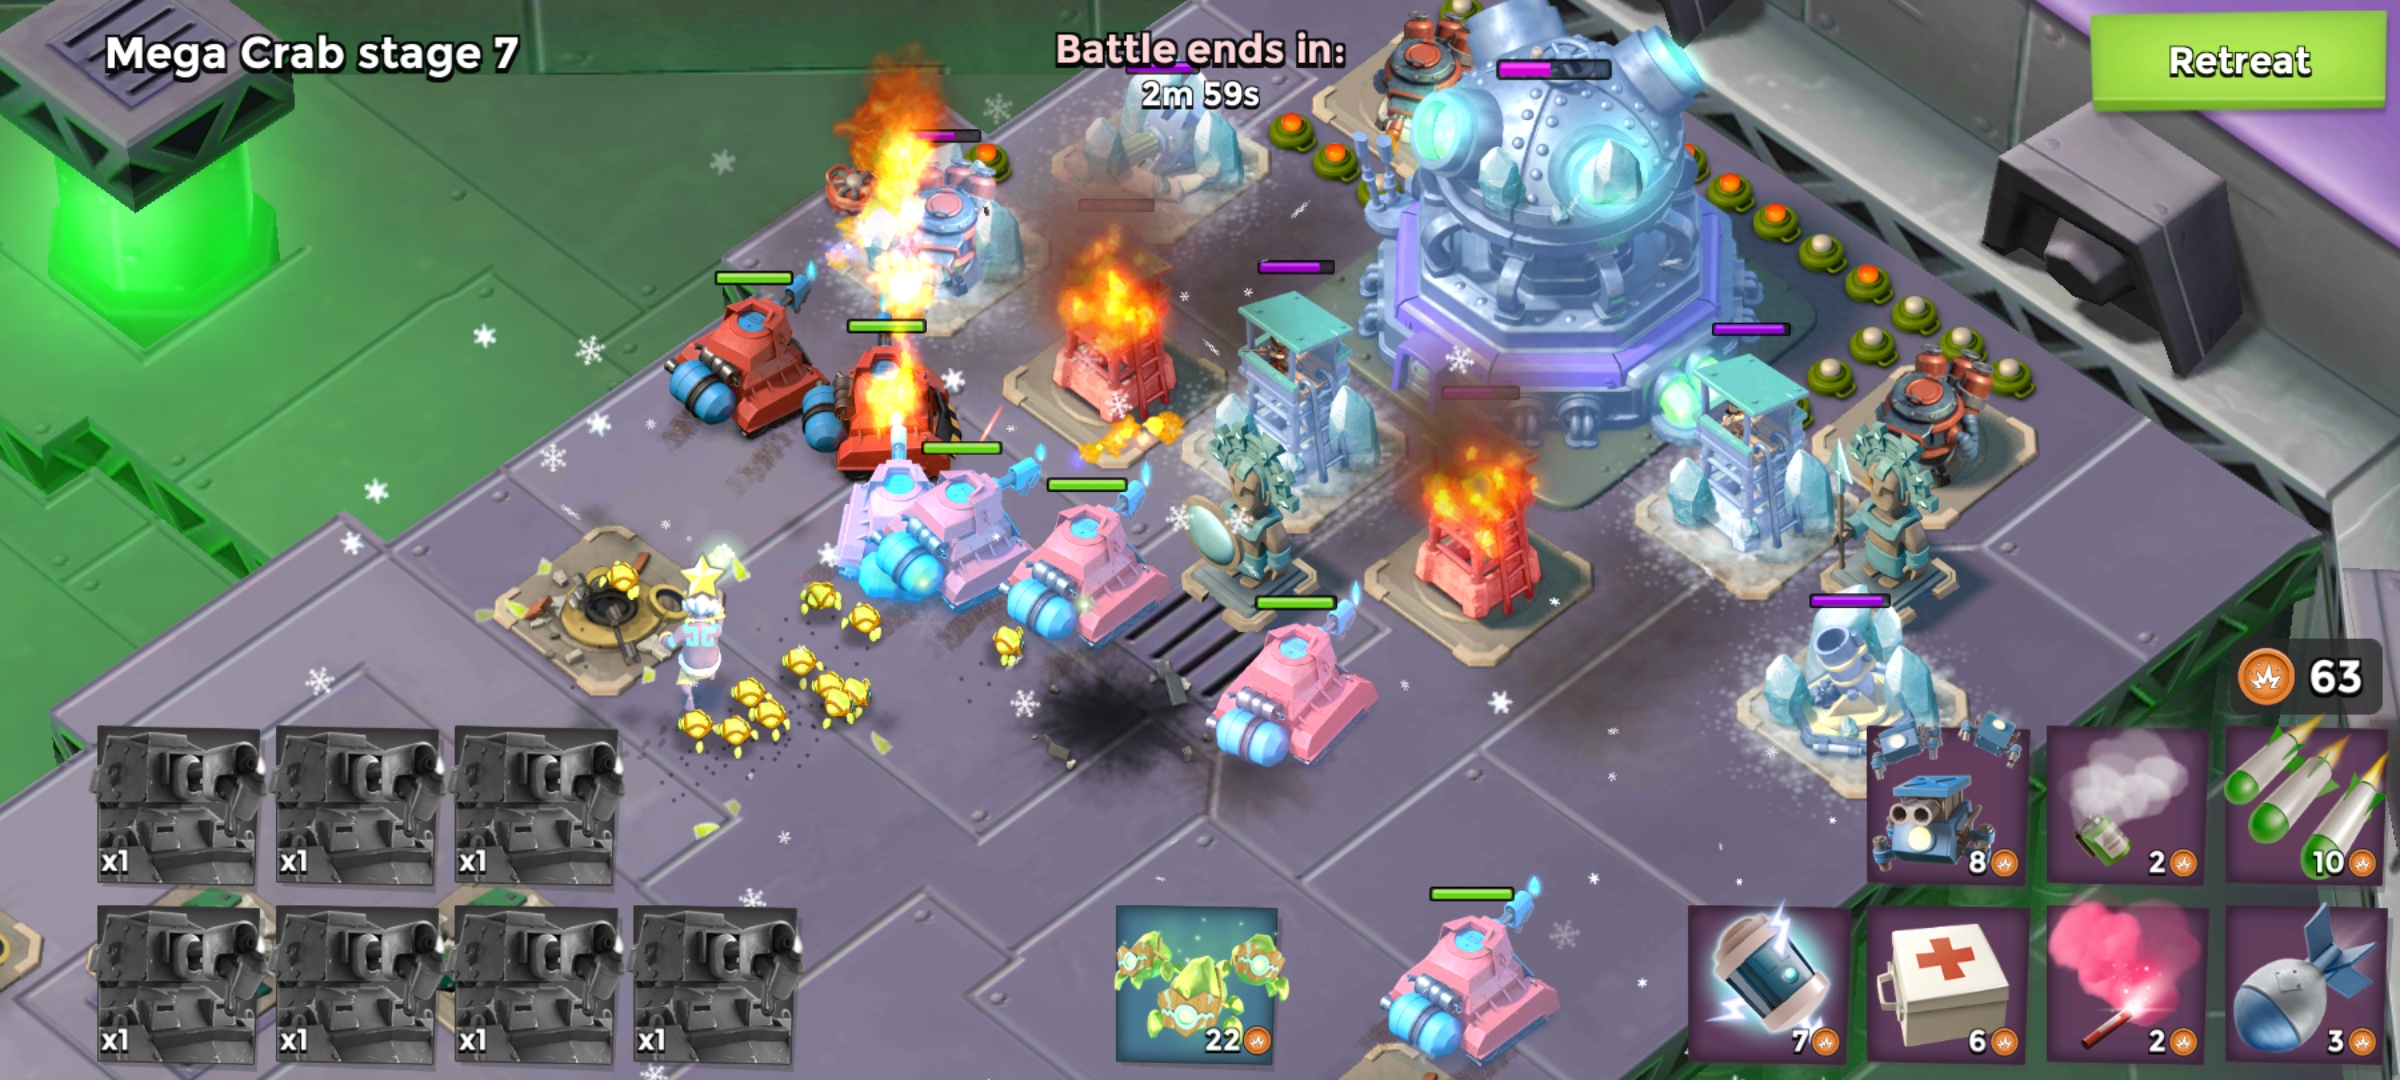 Mega Crab stage 7
Battle ends in:
2m 59s
Retreat
63
x1
x1
x1
8
2
10
x1
x1
x1
x1
22
7
6
2
3